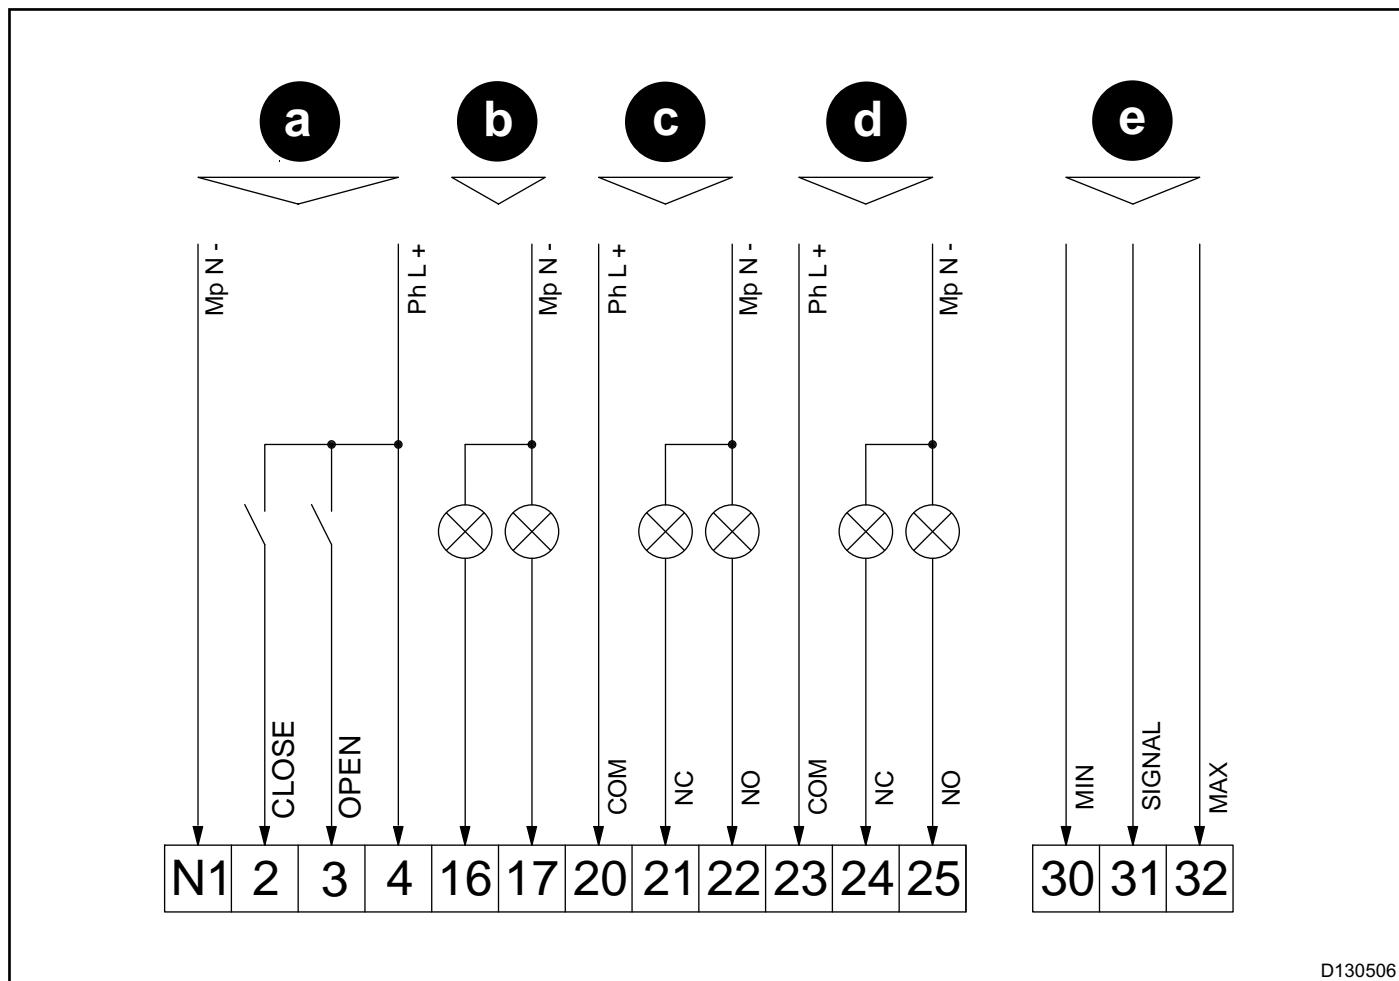 a b c d e
Mp N -
Ph L +
Mp N -
Ph L +
Mp N -
Ph L +
Mp N -
CLOSE
OPEN
COM
NC
NO
COM
NC
NO
MIN
SIGNAL
MAX
N1 2 3 4 16 17 20 21 22 23 24 25 30 31 32
D130506